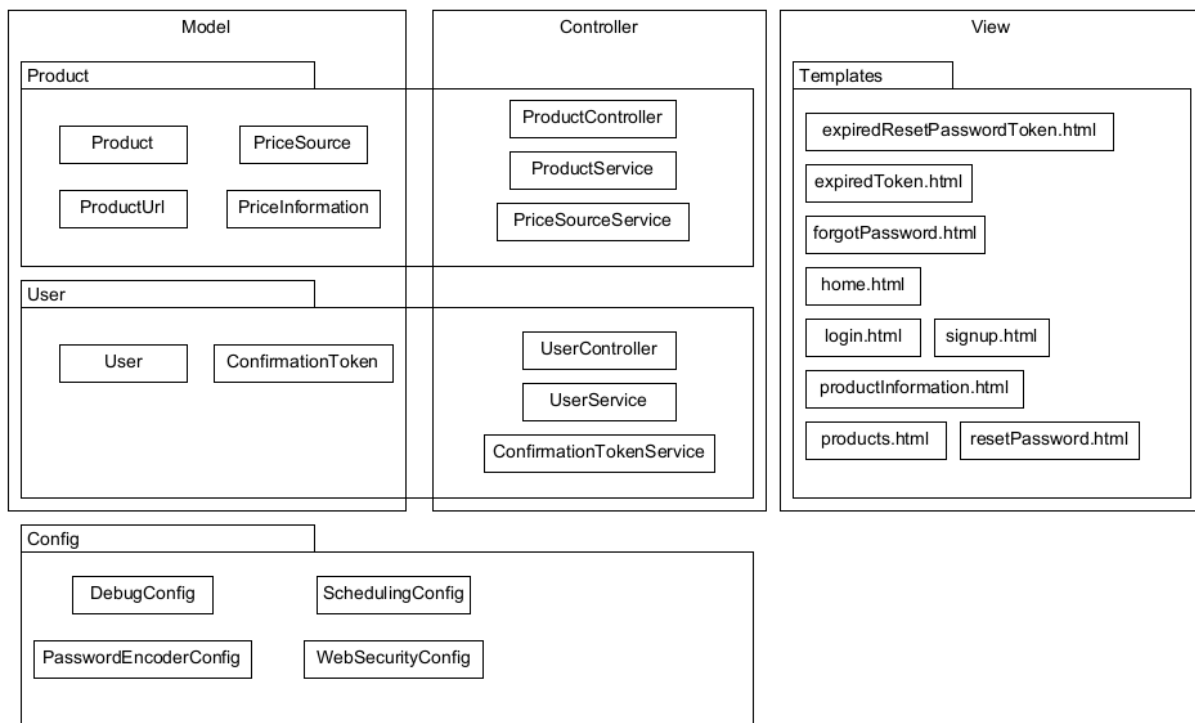 Model
Controller
View
Product
Product
PriceSource
ProductUrl
PriceInformation
ProductController
ProductService
PriceSourceService
User
User
ConfirmationToken
UserController
UserService
ConfirmationTokenService
Templates
expiredResetPasswordToken.html
expiredToken.html
forgotPassword.html
home.html
login.html
signup.html
productInformation.html
products.html
resetPassword.html
Config
DebugConfig
SchedulingConfig
PasswordEncoderConfig
WebSecurityConfig